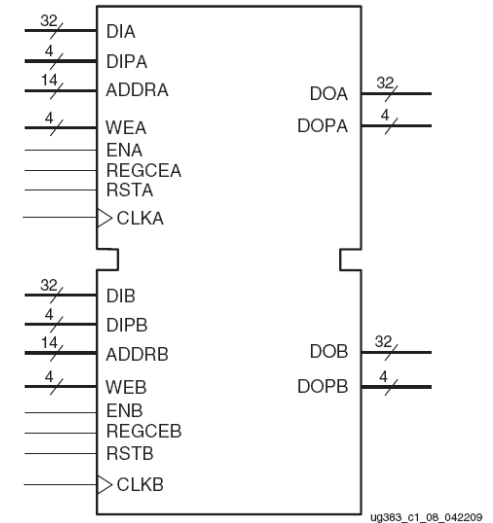 32
DIA
4
DIPA
14
ADDRA
4
WEA
ENA
REGCEA
RSTA
CLKA
DOA
32
DOPA
4
32
DIB
4
DIPB
14
ADDRB
4
WEB
ENB
REGCEB
RSTB
CLKB
DOB
32
DOPB
4
ug383_c1_08_042209